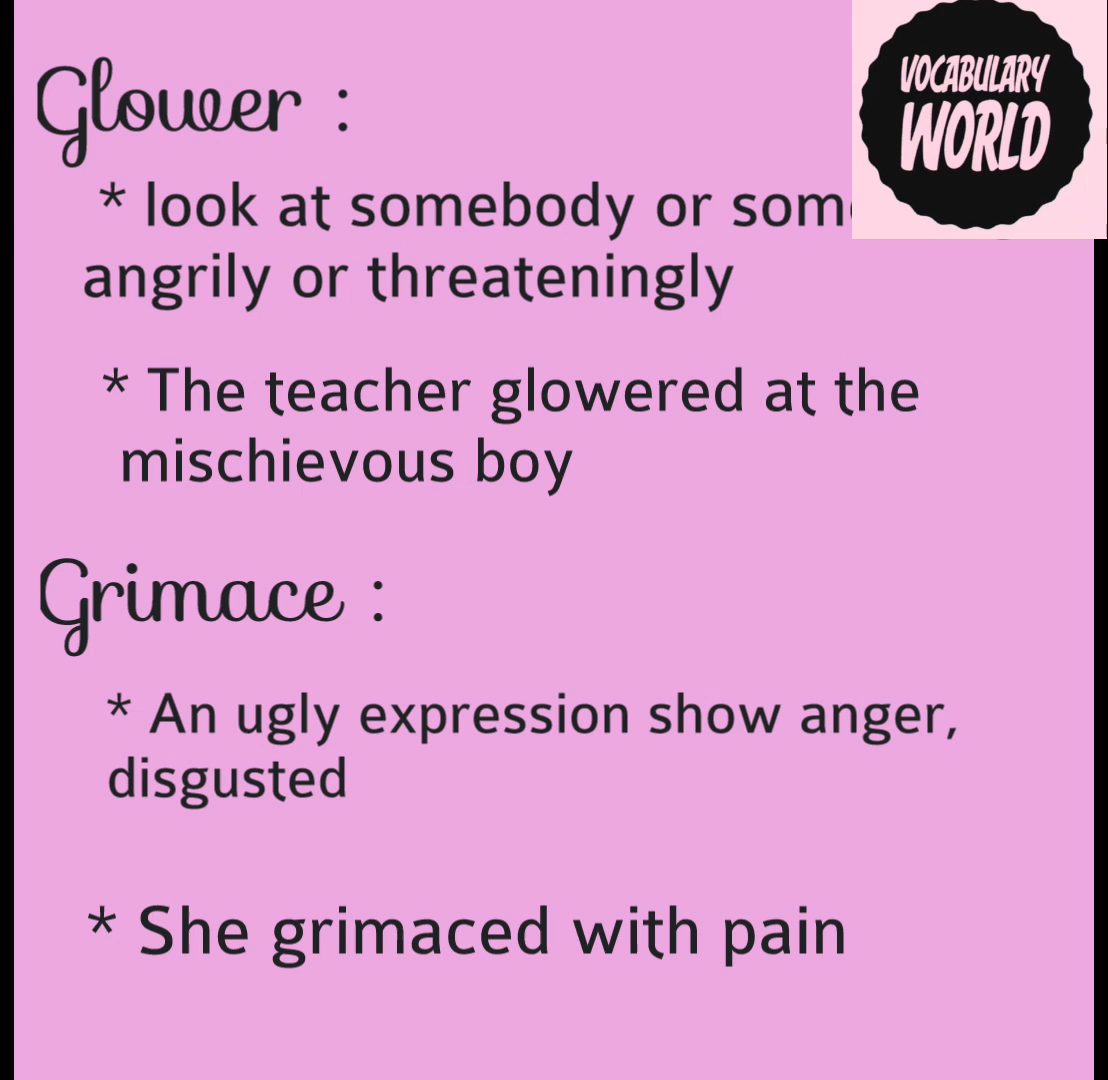 Glower :
VOCABULARY
WORLD
* look at somebody or som
angrily or threateningly
* The teacher glowered at the
mischievous boy
Grimace :
* An ugly expression show anger,
disgusted
* She grimaced with pain